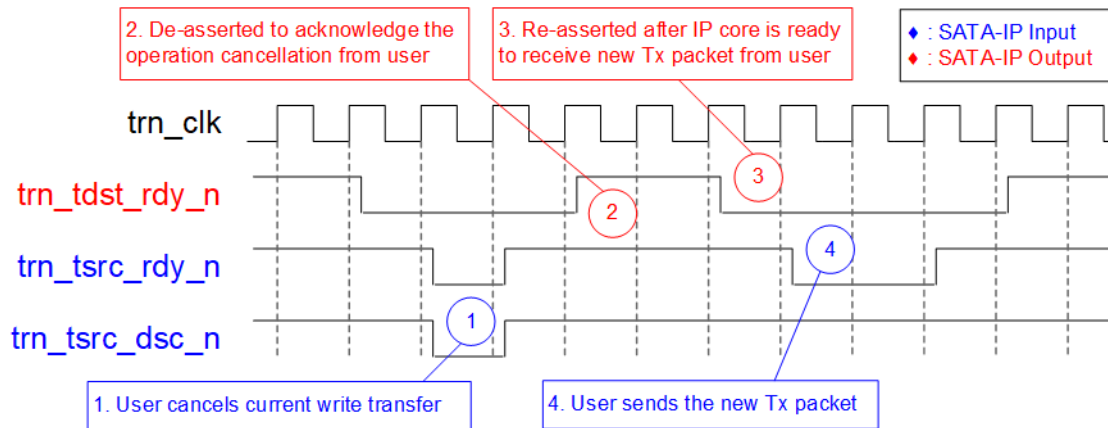 2. De-asserted to acknowledge the
operation cancellation from user
3. Re-asserted after IP core is ready
to receive new Tx packet from user
♦ : SATA-IP Input
♦ : SATA-IP Output
trn_clk
trn_tdst_rdy_n
3
2
trn_tsrc_rdy_n
4
trn_tsrc_dsc_n
1
1. User cancels current write transfer
4. User sends the new Tx packet